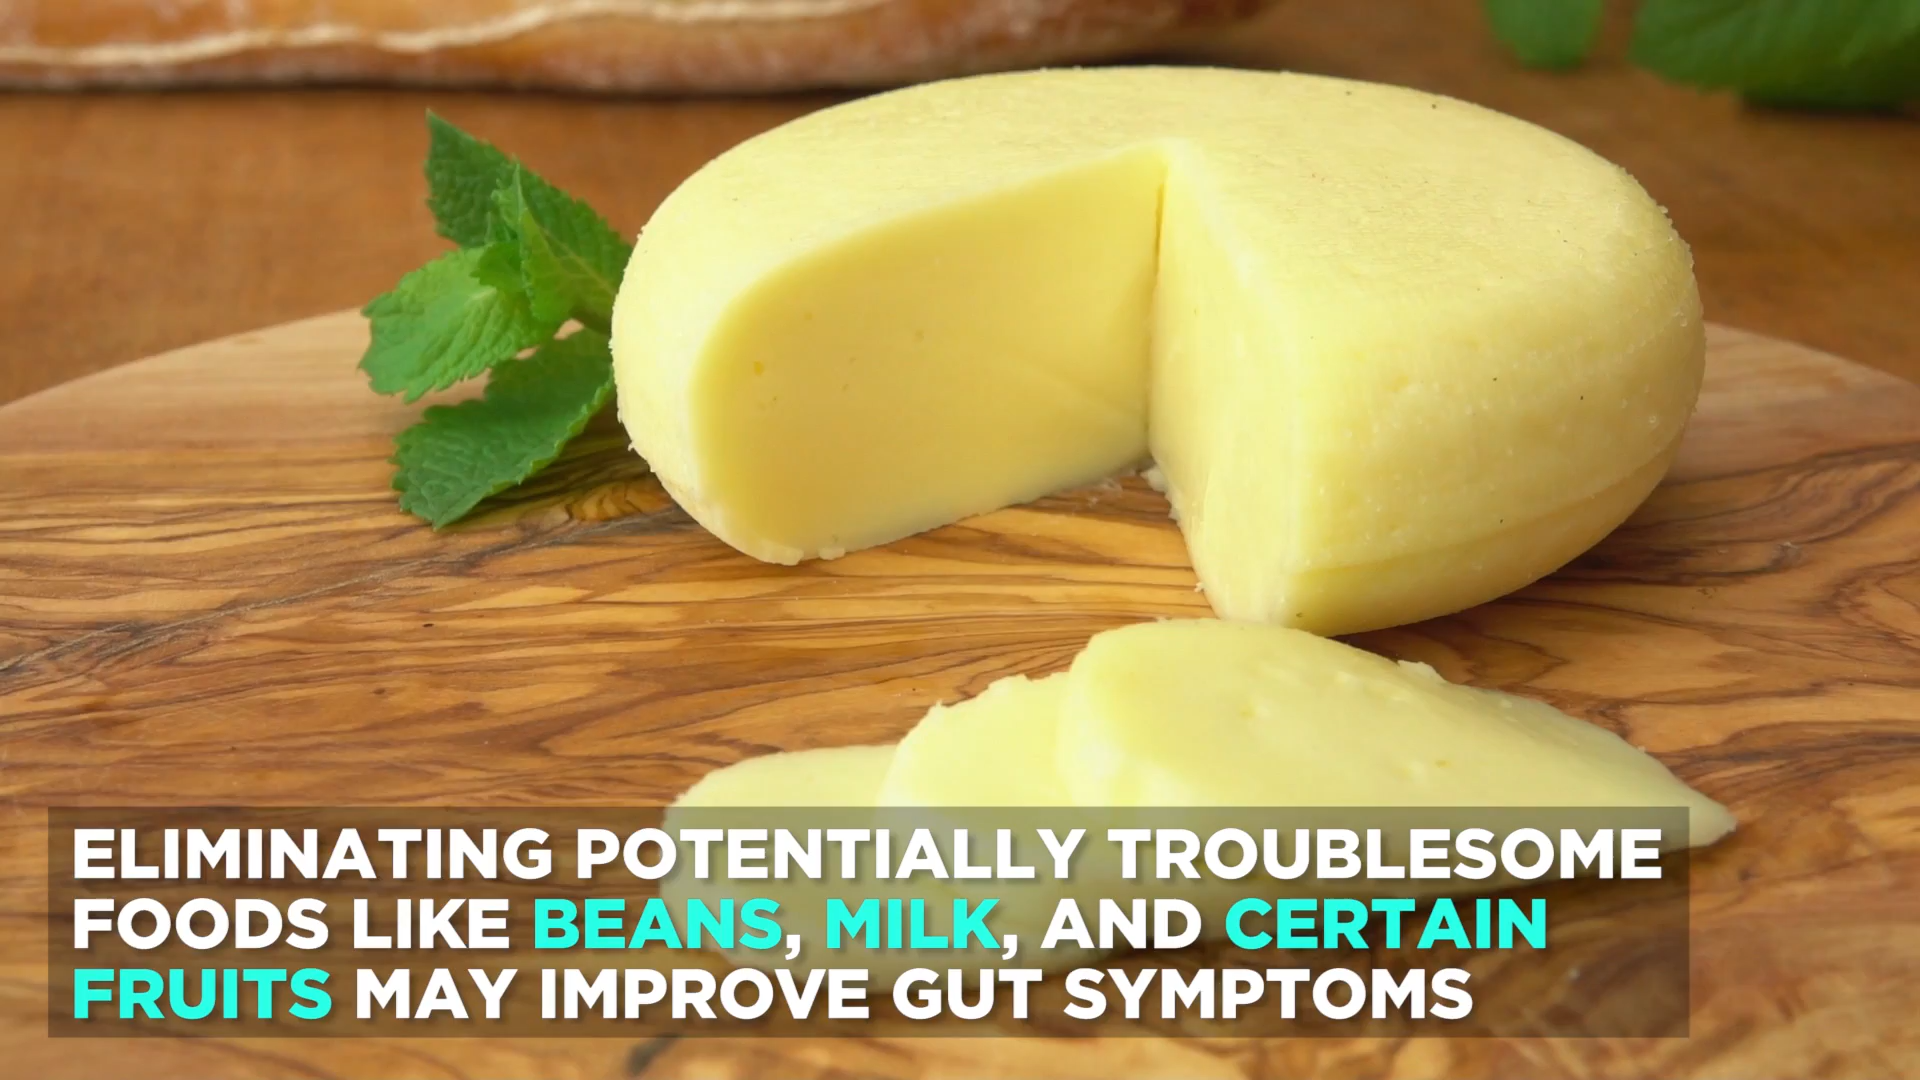 ELIMINATING POTENTIALLY TROUBLESOME
FOODS LIKE BEANS, MILK, AND CERTAIN
FRUITS MAY IMPROVE GUT SYMPTOMS